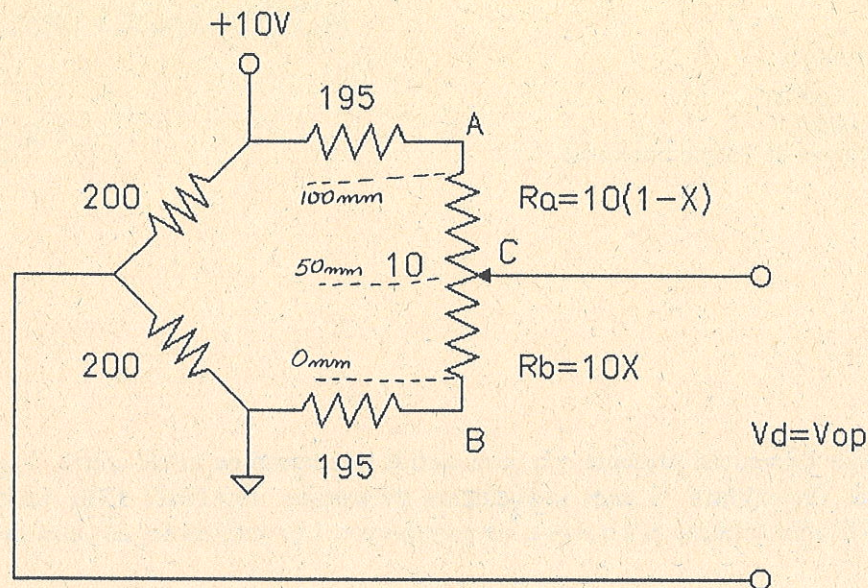 +10V
195
A
200
100mm
Ra=10(1-X)
50mm
10
C
200
0mm
Rb=10X
195
B
Vd=Vop